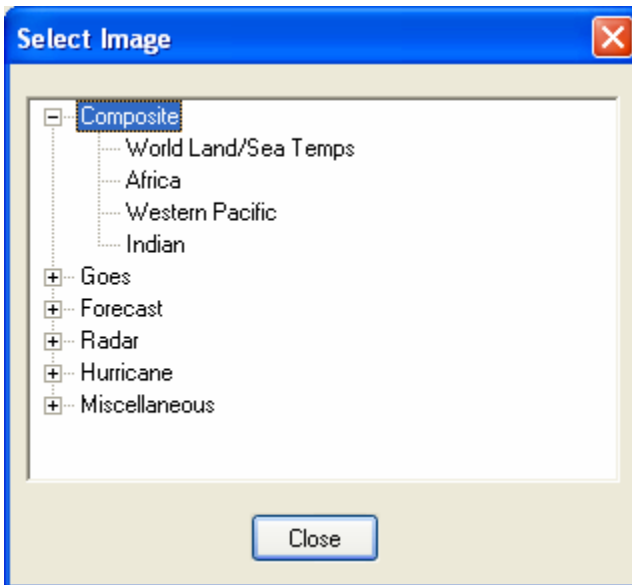 Select Image
Composite
World Land/Sea Temps
Africa
Western Pacific
Indian
Goes
Forecast
Radar
Hurricane
Miscellaneous
Close